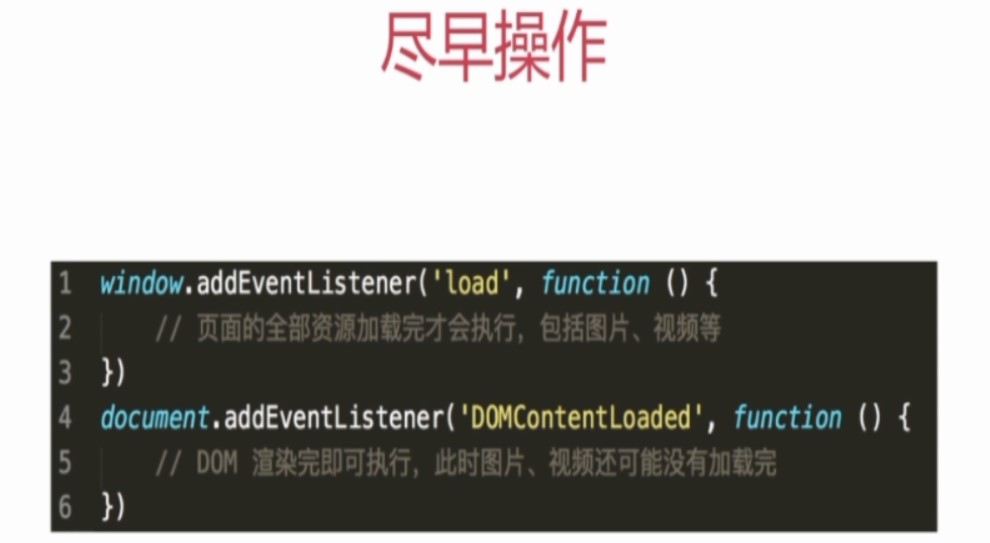 尽早操作
1 window.addEventListener('load', function () {
2 // 页面的全部资源加载完才会执行，包括图片、视频等
3 })
4 document.addEventListener('DOMContentLoaded', function () {
5 // DOM 渲染完即可执行，此时图片、视频还可能没有加载完
6 })